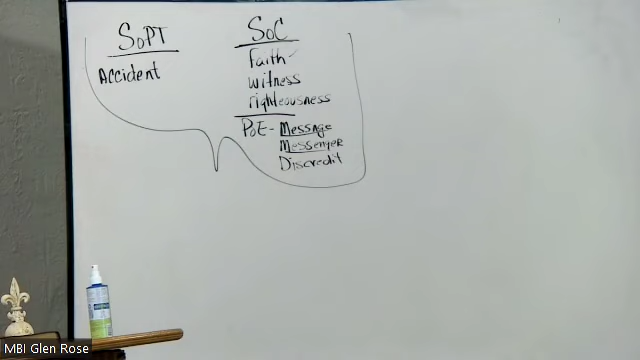 SoPT
Accident
SoC
Faith
witness
righteousness
PoE - Message
Messenger
Discredit
MBI Glen Rose